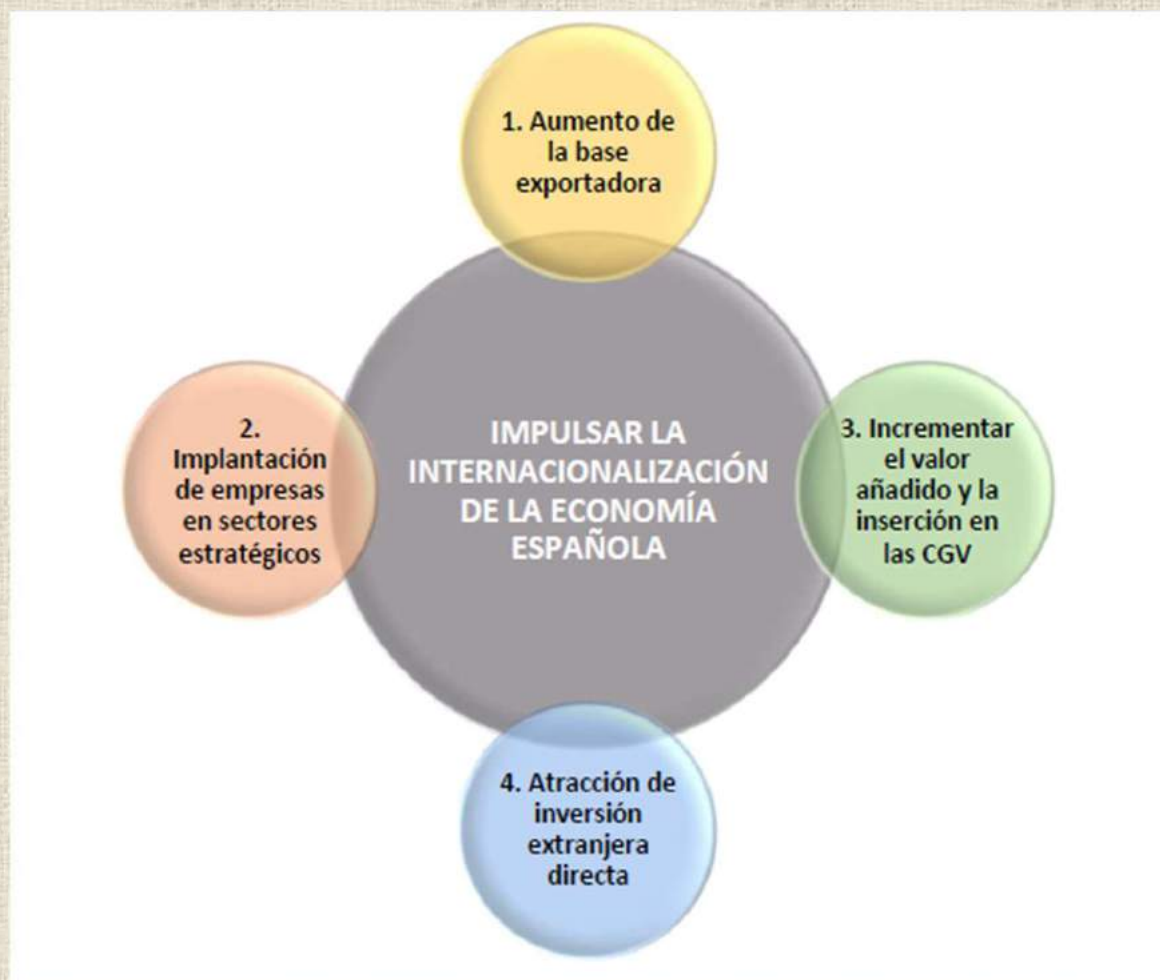 1. Aumento de
la base
exportadora
2.
Implantación
de empresas
en sectores
estratégicos
IMPULSAR LA
INTERNACIONALIZACIÓN
DE LA ECONOMÍA
ESPAÑOLA
3. Incrementar
el valor
añadido y la
inserción en
las CGV
4. Atracción de
inversión
extranjera
directa